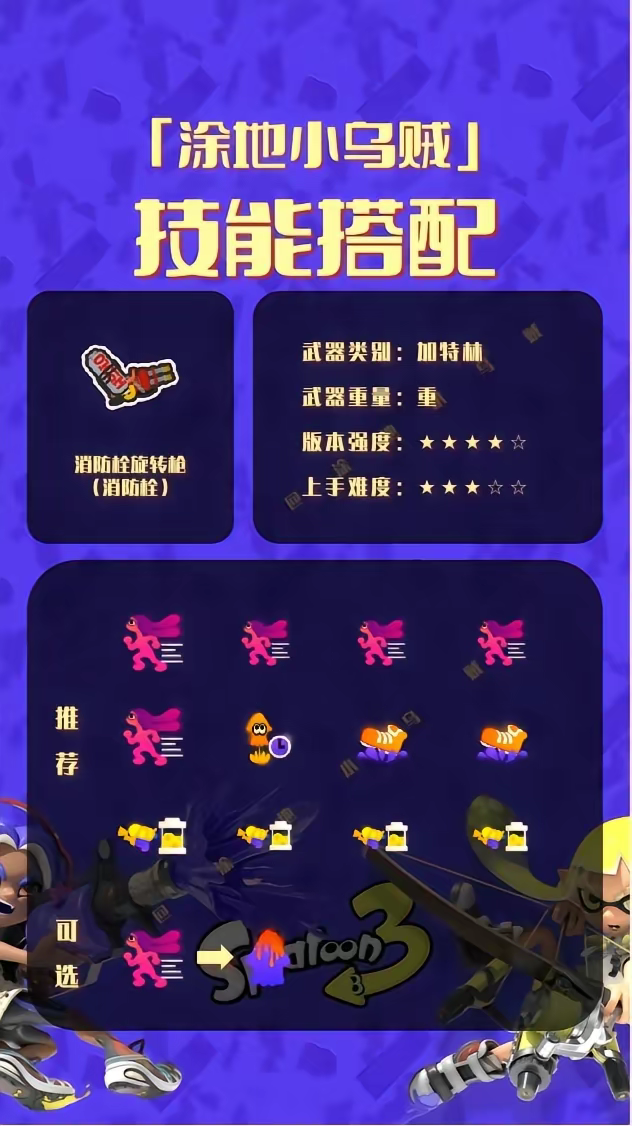 「涂地小乌贼」
技能搭配
消防栓旋转枪
（消防栓）
武器类别：加特林
武器重量：重
版本强度：★★★★☆
上手难度：★★★☆☆
推荐
可选
Splatoon 3